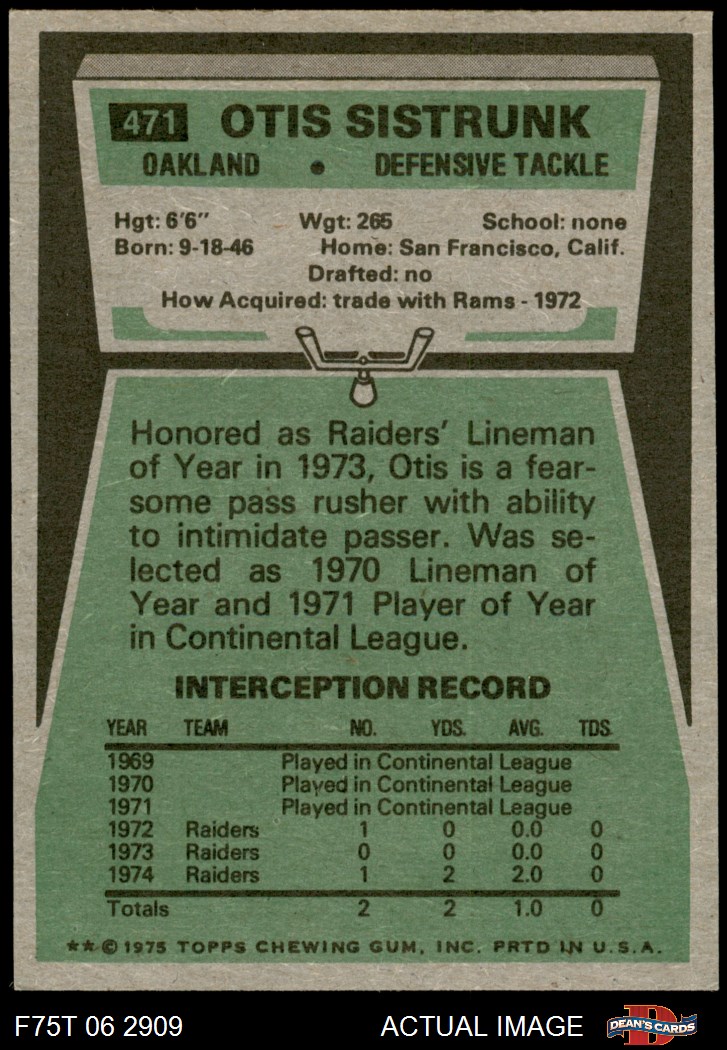 471 OTIS SISTRUNK
OAKLAND • DEFENSIVE TACKLE
Hgt: 6'6" Wgt: 265 School: none
Born: 9-18-46 Home: San Francisco, Calif.
Drafted: no
How Acquired: trade with Rams - 1972
Honored as Raiders' Lineman
of Year in 1973, Otis is a fear-
some pass rusher with ability
to intimidate passer. Was se-
lected as 1970 Lineman of
Year and 1971 Player of Year
in Continental League.
INTERCEPTION RECORD
YEAR TEAM NO. YDS. AVG. TDS.
1969 Played in Continental League
1970 Played in Continental League
1971 Played in Continental League
1972 Raiders 1 0 0.0 0
1973 Raiders 0 0 0.0 0
1974 Raiders 1 2 2.0 0
Totals 2 2 1.0 0
**© 1975 TOPPS CHEWING GUM, INC. PRTD IN U.S.A.
F75T 06 2909 ACTUAL IMAGE DEAN'S CARDS